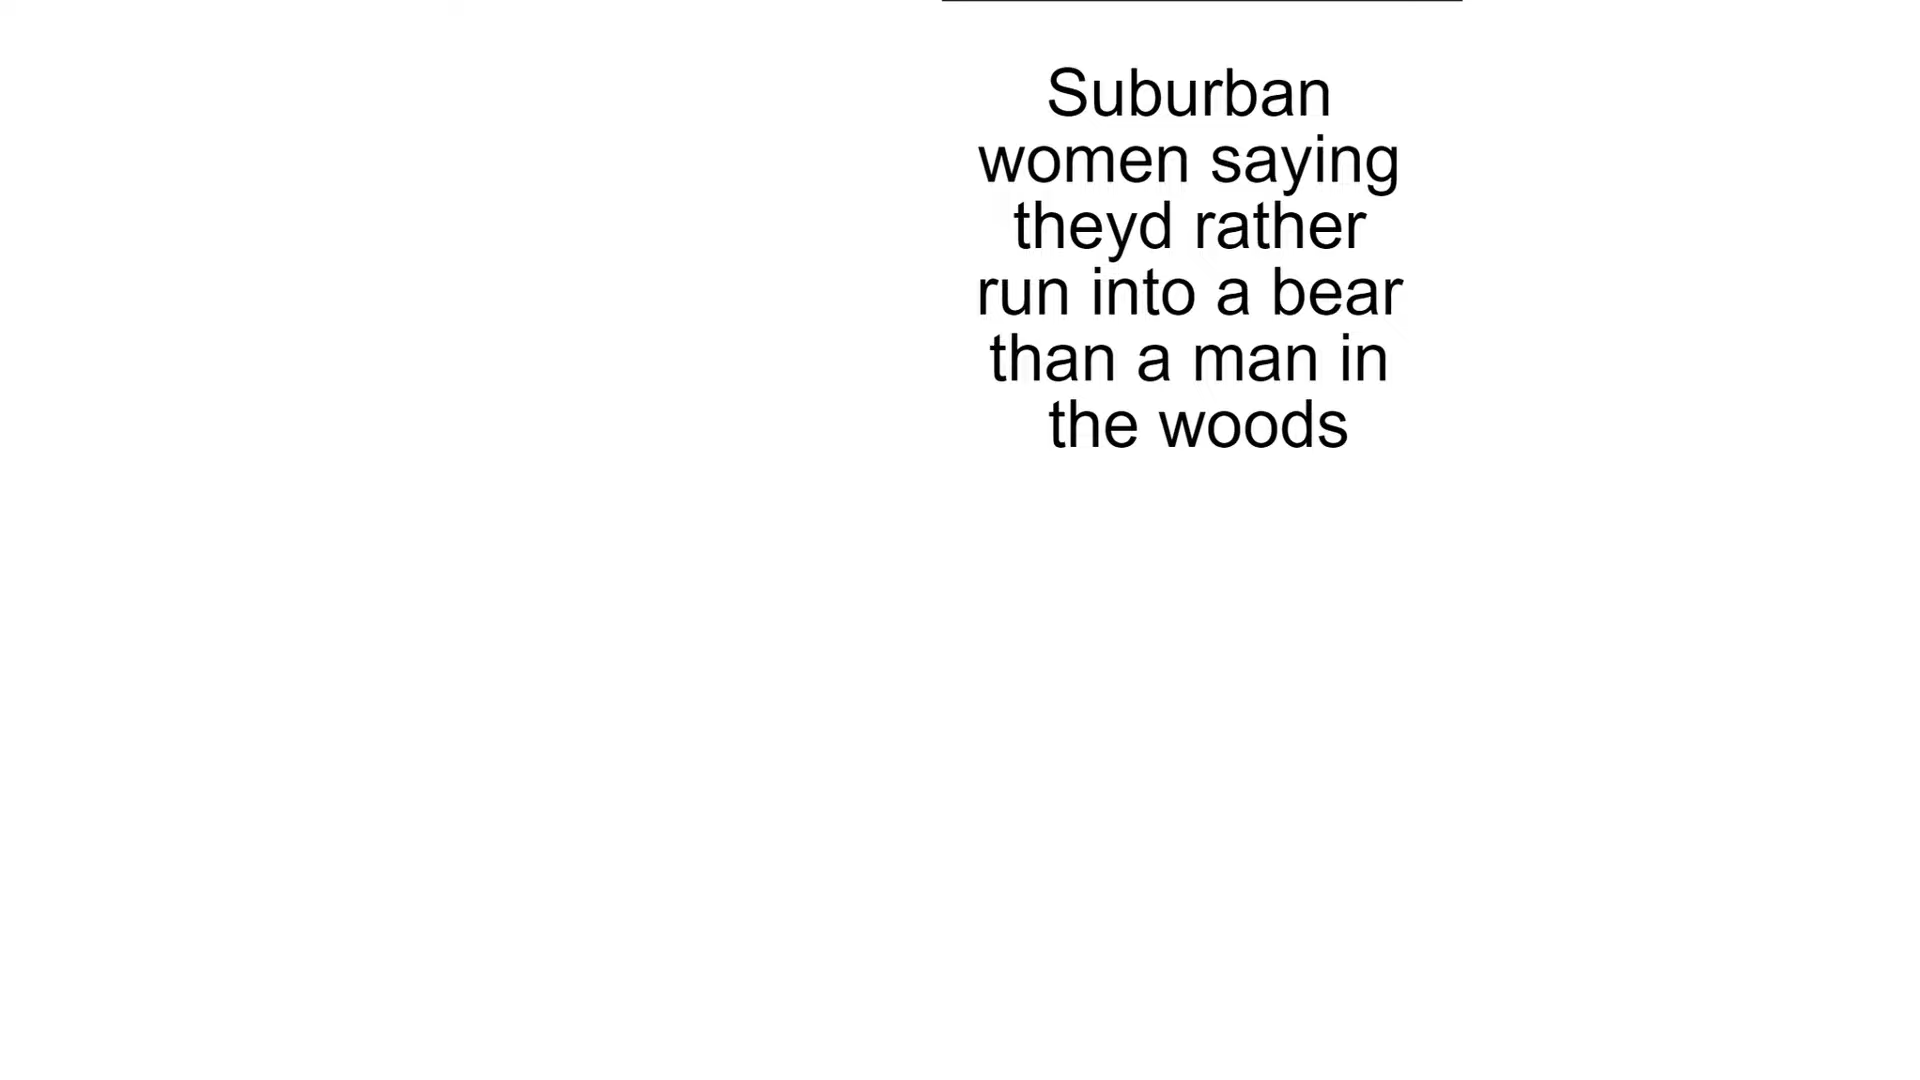 Suburban
women saying
theyd rather
run into a bear
than a man in
the woods